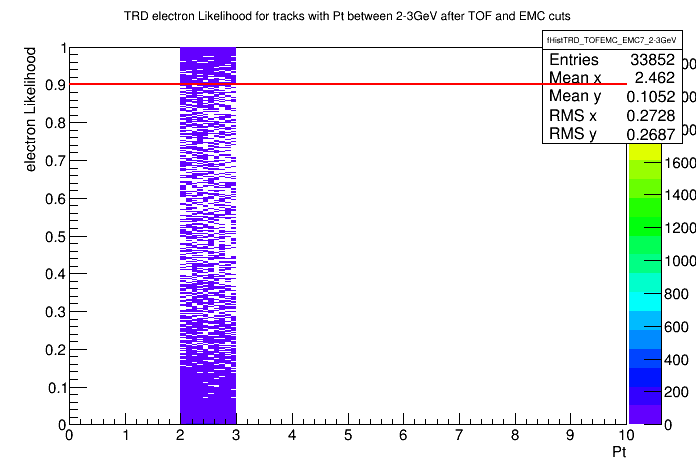 TRD electron Likelihood for tracks with Pt between 2-3GeV after TOF and EMC cuts
fHistTRD_TOFEMC_EMC7_2-3GeV
Entries 33852
Mean x 2.462
Mean y 0.1052
RMS x 0.2728
RMS y 0.2687
electron Likelihood
1
0.9
0.8
0.7
0.6
0.5
0.4
0.3
0.2
0.1
0
0 1 2 3 4 5 6 7 8 9 10
Pt
1600
1400
1200
1000
800
600
400
200
0